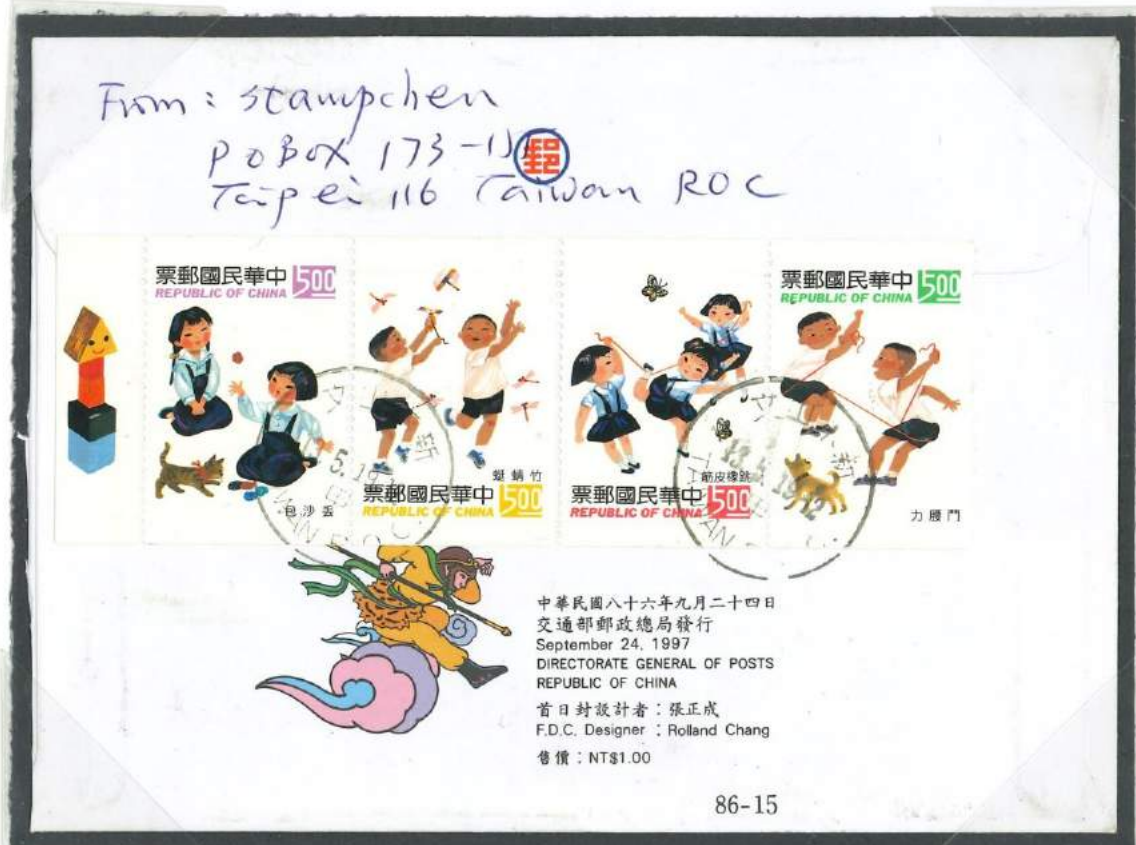 From : stampchen
PO BOX 173-
郵
Taipei 116 Taiwan ROC
票郵國民華中 5.00
REPUBLIC OF CHINA
包沙丟
蜓蜻竹
票郵國民華中 5.00
REPUBLIC OF CHINA
筋皮橡跳
票郵國民華中 5.00
REPUBLIC OF CHINA
票郵國民華中 5.00
REPUBLIC OF CHINA
力腰鬥
TAIWAN
中華民國八十六年九月二十四日
交通部郵政總局發行
September 24, 1997
DIRECTORATE GENERAL OF POSTS
REPUBLIC OF CHINA
首日封設計者：張正成
F.D.C. Designer : Rolland Chang
售價：NT$1.00
86-15